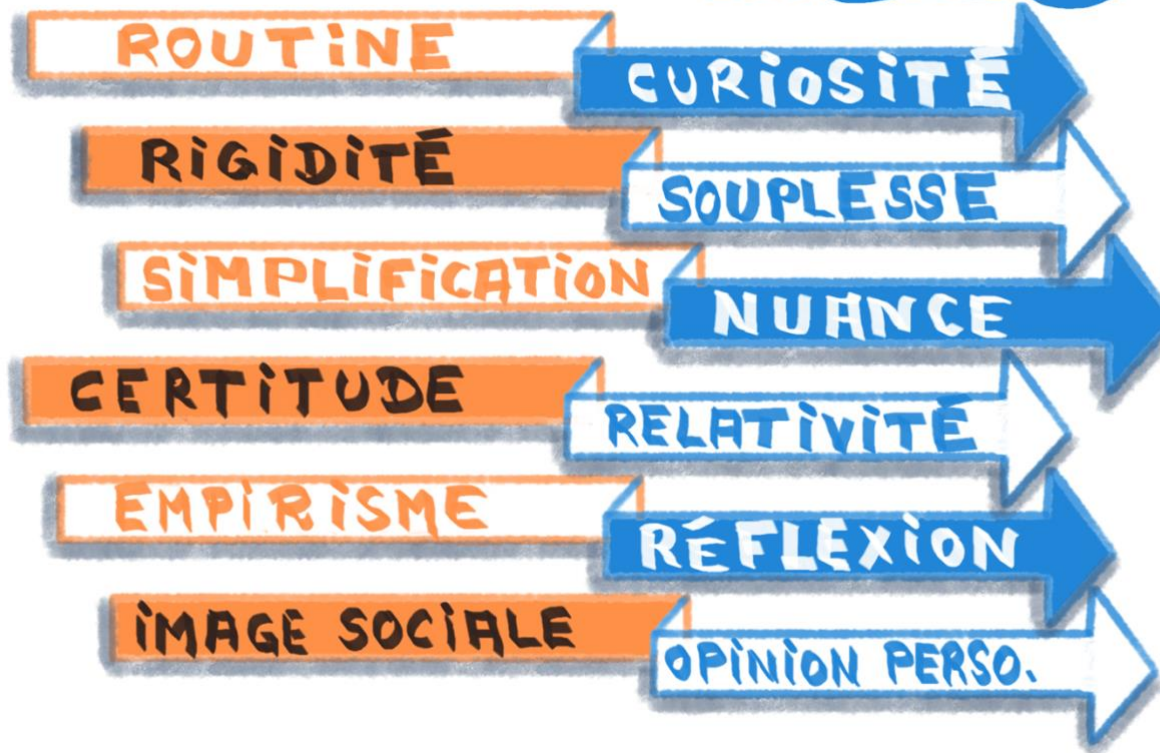 ROUTINE
CURIOSITÉ
RIGIDITÉ
SOUPLESSE
SIMPLIFICATION
NUANCE
CERTITUDE
RELATIVITÉ
EMPIRISME
RÉFLEXION
IMAGE SOCIALE
OPINION PERSO.